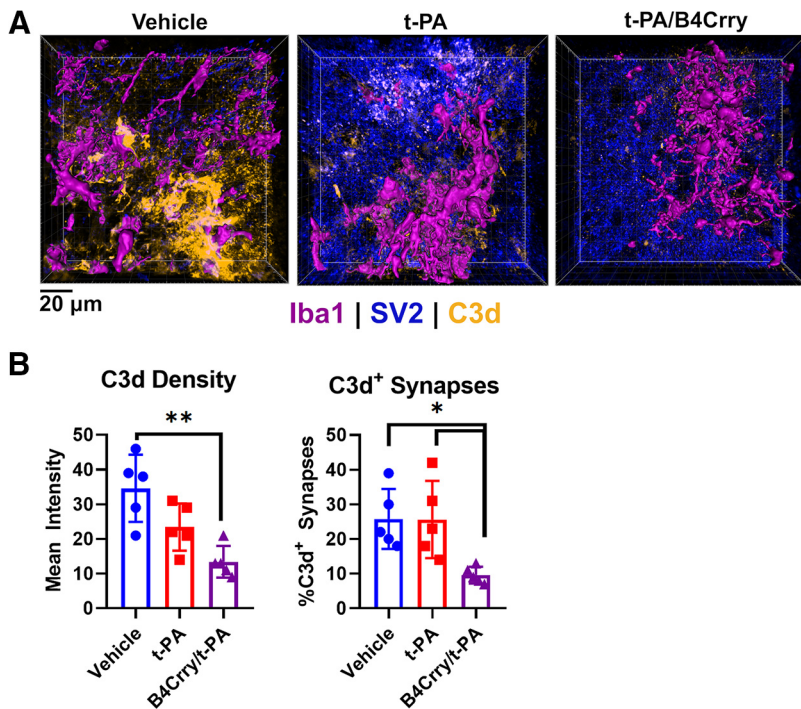 A
Vehicle
t-PA
t-PA/B4Crry
20 µm
Iba1 | SV2 | C3d
B
C3d Density
**
Mean Intensity
50
40
30
20
10
0
Vehicle
t-PA
B4Crry/t-PA
C3d⁺ Synapses
*
%C3d⁺ Synapses
50
40
30
20
10
0
Vehicle
t-PA
B4Crry/t-PA